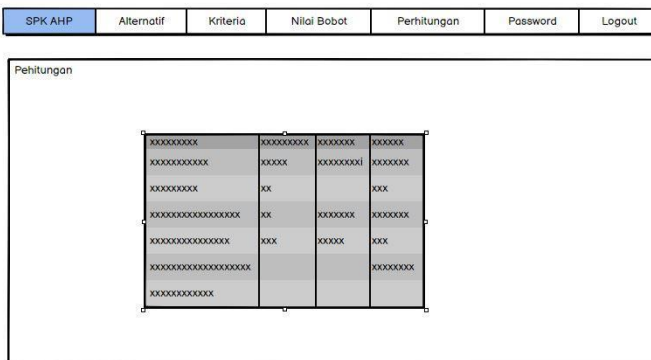 SPK AHP Alternatif Kriteria Nilai Bobot Perhitungan Password Logout
Pehitungan
xxxxxxxxx xxxxxxxxx xxxxxxx xxxxxx
xxxxxxxxxxx xxxxx xxxxxxxxi xxxxxxx
xxxxxxxxx xx xxx
xxxxxxxxxxxxxxxxx xx xxxxxxx xxxxxxx
xxxxxxxxxxxxxxx xxx xxxxx xxx
xxxxxxxxxxxxxxxxxxx xxxxxxxx
xxxxxxxxxxxx